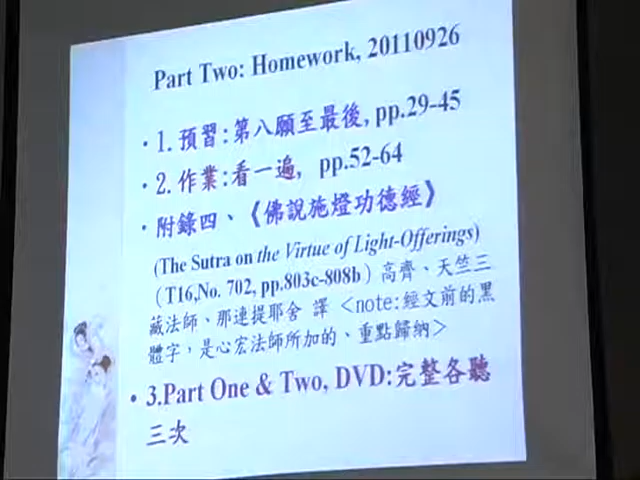 Part Two: Homework, 20110926
• 1. 預習:第八願至最後, pp.29-45
• 2. 作業:看一遍, pp.52-64
• 附錄四、《佛說施燈功德經》
(The Sutra on the Virtue of Light-Offerings)
（T16,No. 702, pp.803c-808b）高齊、天竺三
藏法師、那連提耶舍 譯 <note:經文前的黑
體字，是心宏法師所加的、重點歸納>
• 3.Part One & Two, DVD:完整各聽
三次